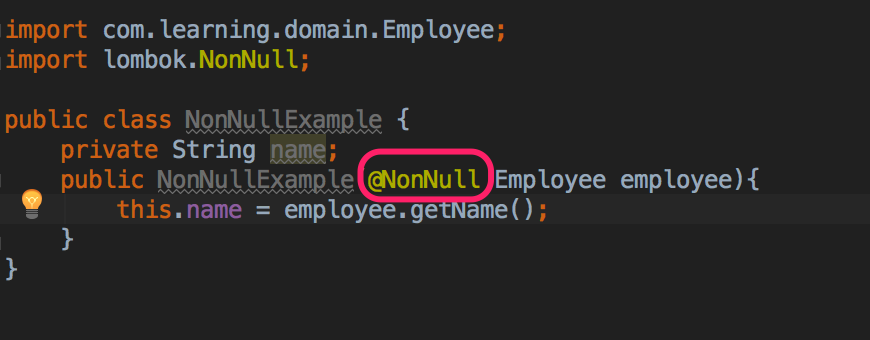 import com.learning.domain.Employee;
import lombok.NonNull;
public class NonNullExample {
private String name;
public NonNullExample @NonNull Employee employee){
this.name = employee.getName();
}
}